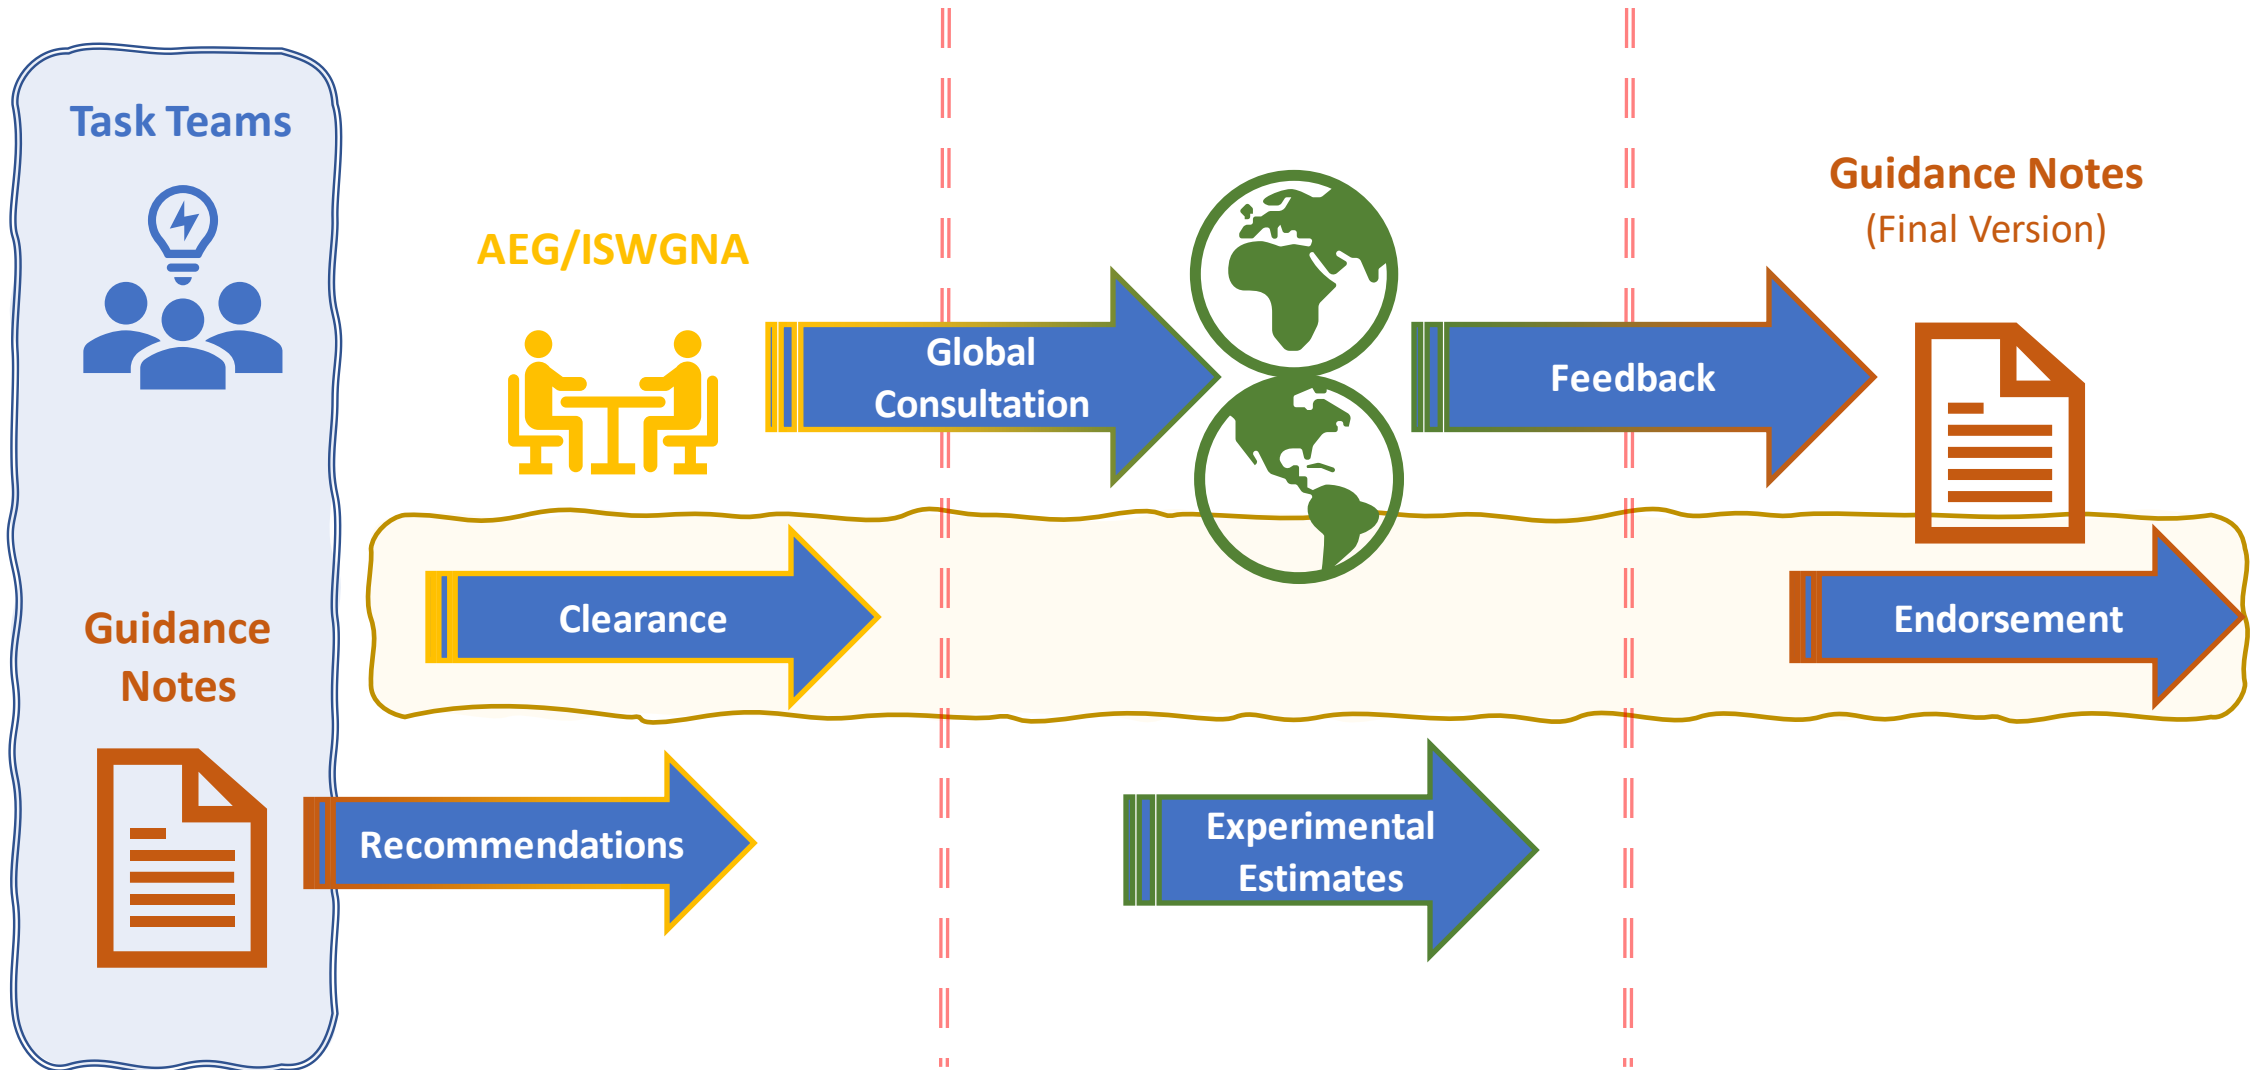 Task Teams
Guidance
Notes
AEG/ISWGNA
Recommendations
Clearance
Global
Consultation
Experimental
Estimates
Feedback
Guidance Notes
(Final Version)
Endorsement